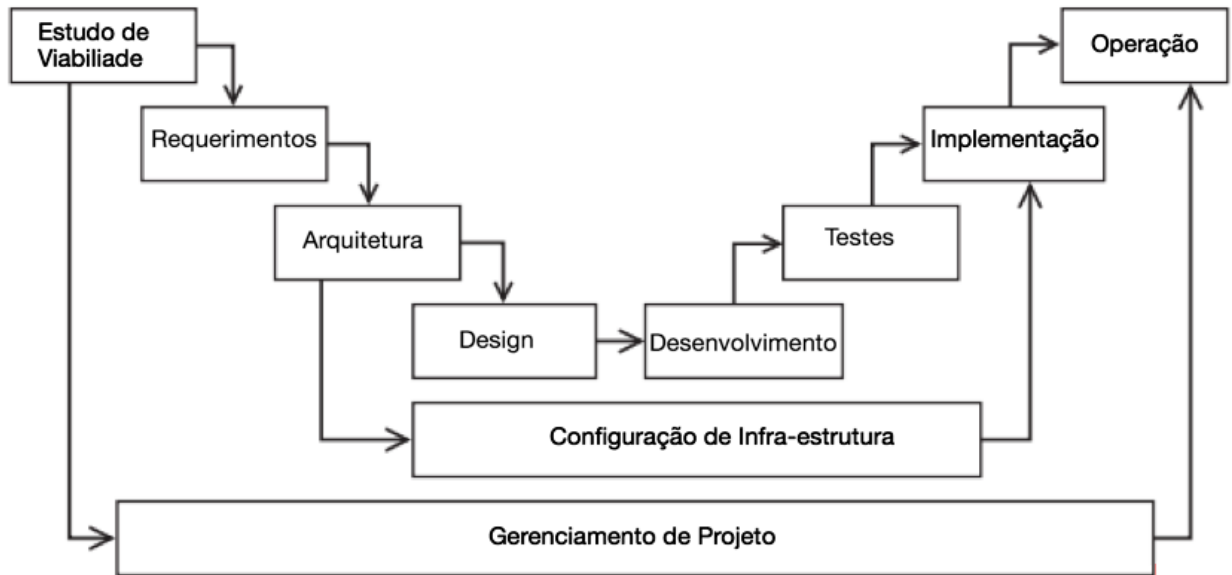 Estudo de
Viabiliade
Operação
Requerimentos
Implementação
Arquitetura
Testes
Design
Desenvolvimento
Configuração de Infra-estrutura
Gerenciamento de Projeto